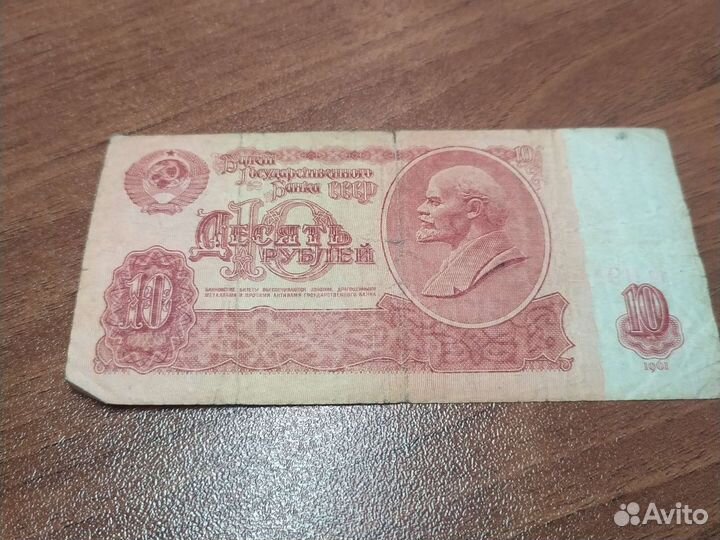 Билет
Государственного
Банка СССР
10
10
Десять
Рублей
БАНКОВСКИЕ БИЛЕТЫ ОБЕСПЕЧИВАЮТСЯ ЗОЛОТОМ, ДРАГОЦЕННЫМИ
МЕТАЛЛАМИ И ПРОЧИМИ АКТИВАМИ ГОСУДАРСТВЕННОГО БАНКА
10
10
1961
Avito